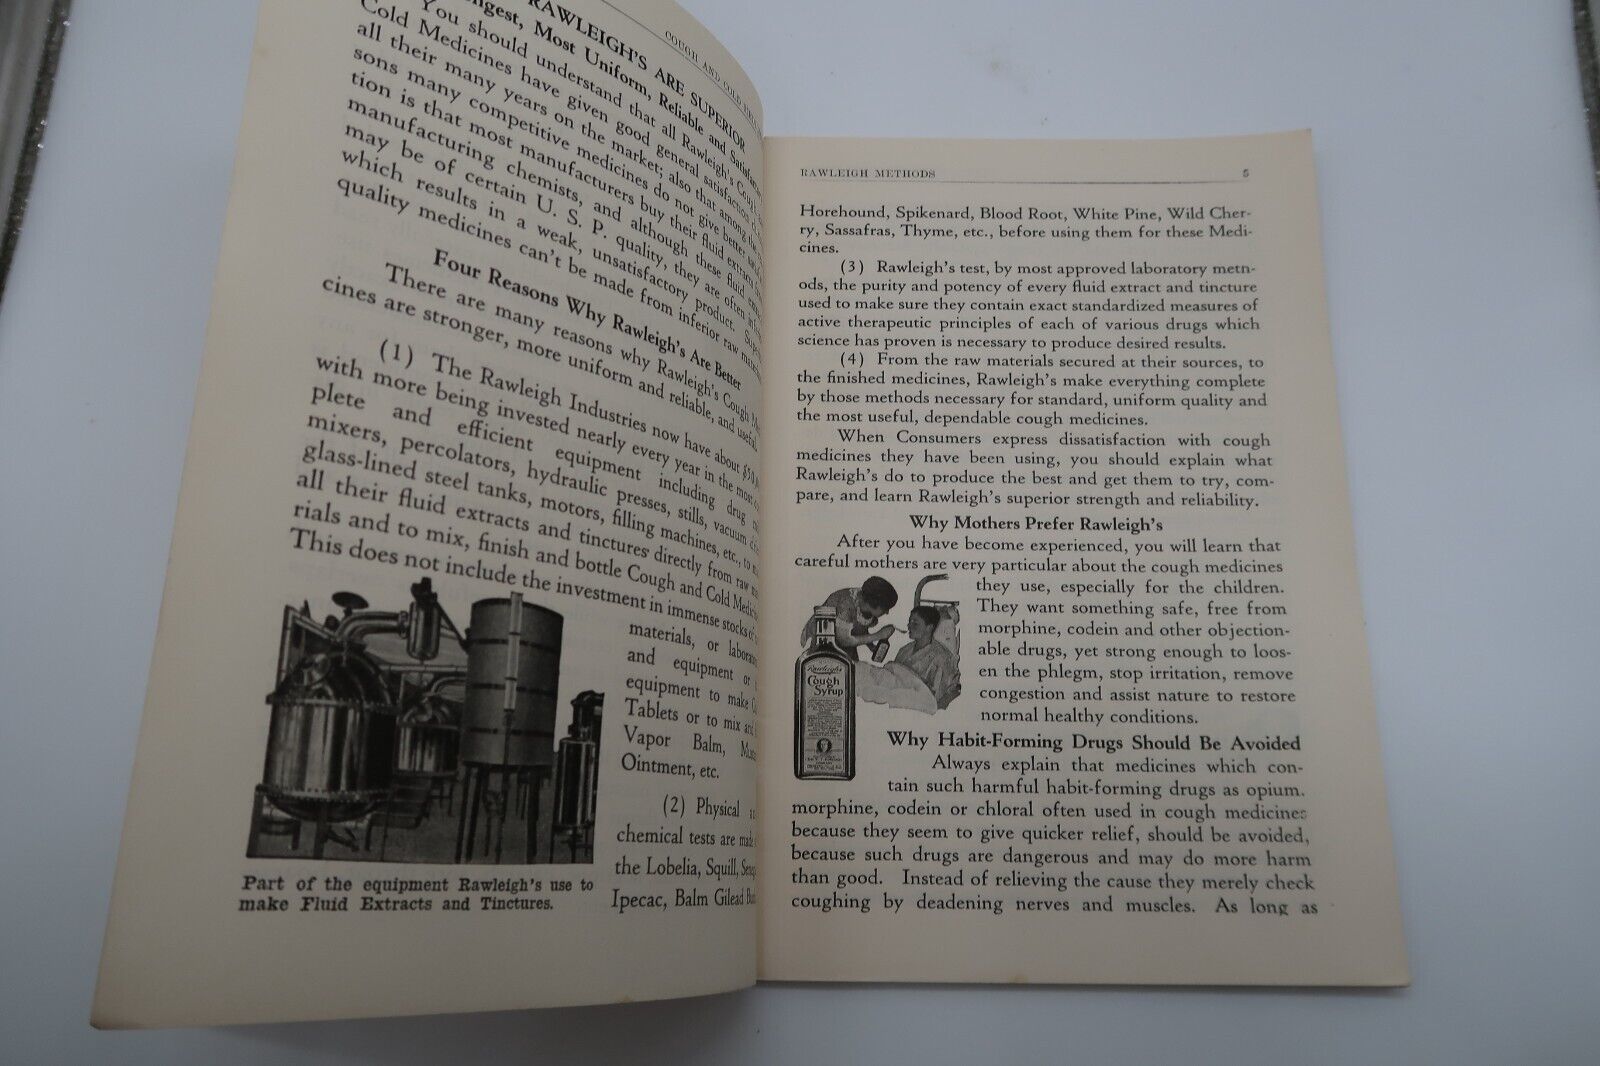 COUGH AND COLD
RAWLEIGH'S ARE SUPERIOR
Most Uniform, Reliable and
You should understand that all Rawleigh's Cough
Cold Medicines have given good general satisfaction
all their many years on the market; also that among the
sons many competitive medicines do not give better
tion is that most manufacturers buy their fluid extracts
manufacturing chemists, and although these fluid
may be of certain U. S. P. quality, they are often
which results in a weak, unsatisfactory product.
quality medicines can't be made from inferior raw
Four Reasons Why Rawleigh's Are Better
There are many reasons why Rawleigh's Cough
cines are stronger, more uniform and reliable, and useful
(1) The Rawleigh Industries now have about
with more being invested nearly every year in the most
plete and efficient equipment including drug
mixers, percolators, hydraulic presses, stills, vacuum
glass-lined steel tanks, motors, filling machines, etc., to
all their fluid extracts and tinctures directly from raw
rials and to mix, finish and bottle Cough and Cold
This does not include the investment in immense stocks of
materials, or
and equipment or
equipment to make
Tablets or to mix and
Vapor Balm,
Ointment, etc.
(2) Physical
chemical tests are made
the Lobelia, Squill,
Ipecac, Balm Gilead
Part of the equipment Rawleigh's use to
make Fluid Extracts and Tinctures.
RAWLEIGH METHODS 5
Horehound, Spikenard, Blood Root, White Pine, Wild Cher-
ry, Sassafras, Thyme, etc., before using them for these Medi-
cines.
(3) Rawleigh's test, by most approved laboratory metn-
ods, the purity and potency of every fluid extract and tincture
used to make sure they contain exact standardized measures of
active therapeutic principles of each of various drugs which
science has proven is necessary to produce desired results.
(4) From the raw materials secured at their sources, to
the finished medicines, Rawleigh's make everything complete
by those methods necessary for standard, uniform quality and
the most useful, dependable cough medicines.
When Consumers express dissatisfaction with cough
medicines they have been using, you should explain what
Rawleigh's do to produce the best and get them to try, com-
pare, and learn Rawleigh's superior strength and reliability.
Why Mothers Prefer Rawleigh's
After you have become experienced, you will learn that
careful mothers are very particular about the cough medicines
they use, especially for the children.
They want something safe, free from
morphine, codein and other objection-
able drugs, yet strong enough to loos-
en the phlegm, stop irritation, remove
congestion and assist nature to restore
normal healthy conditions.
Rawleigh's
Cough
Syrup
Why Habit-Forming Drugs Should Be Avoided
Always explain that medicines which con-
tain such harmful habit-forming drugs as opium.
morphine, codein or chloral often used in cough medicines
because they seem to give quicker relief, should be avoided,
because such drugs are dangerous and may do more harm
than good. Instead of relieving the cause they merely check
coughing by deadening nerves and muscles. As long as